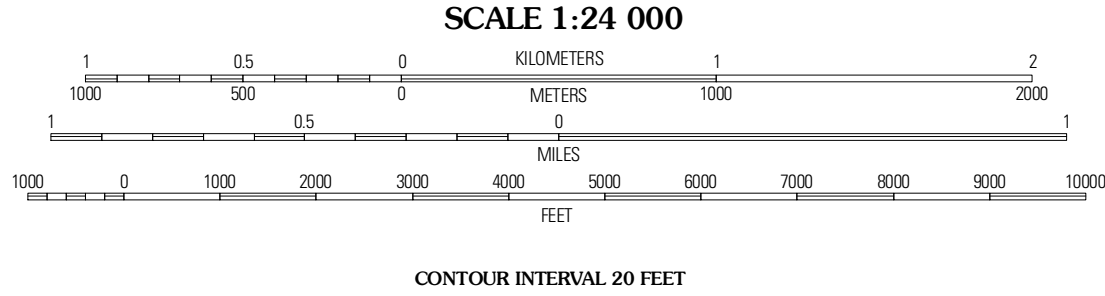 SCALE 1:24 000
1 0.5 0 KILOMETERS 1 2
1000 500 0 METERS 1000 2000
1 0.5 0 1
MILES
1000 0 1000 2000 3000 4000 5000 6000 7000 8000 9000 10000
FEET
CONTOUR INTERVAL 20 FEET